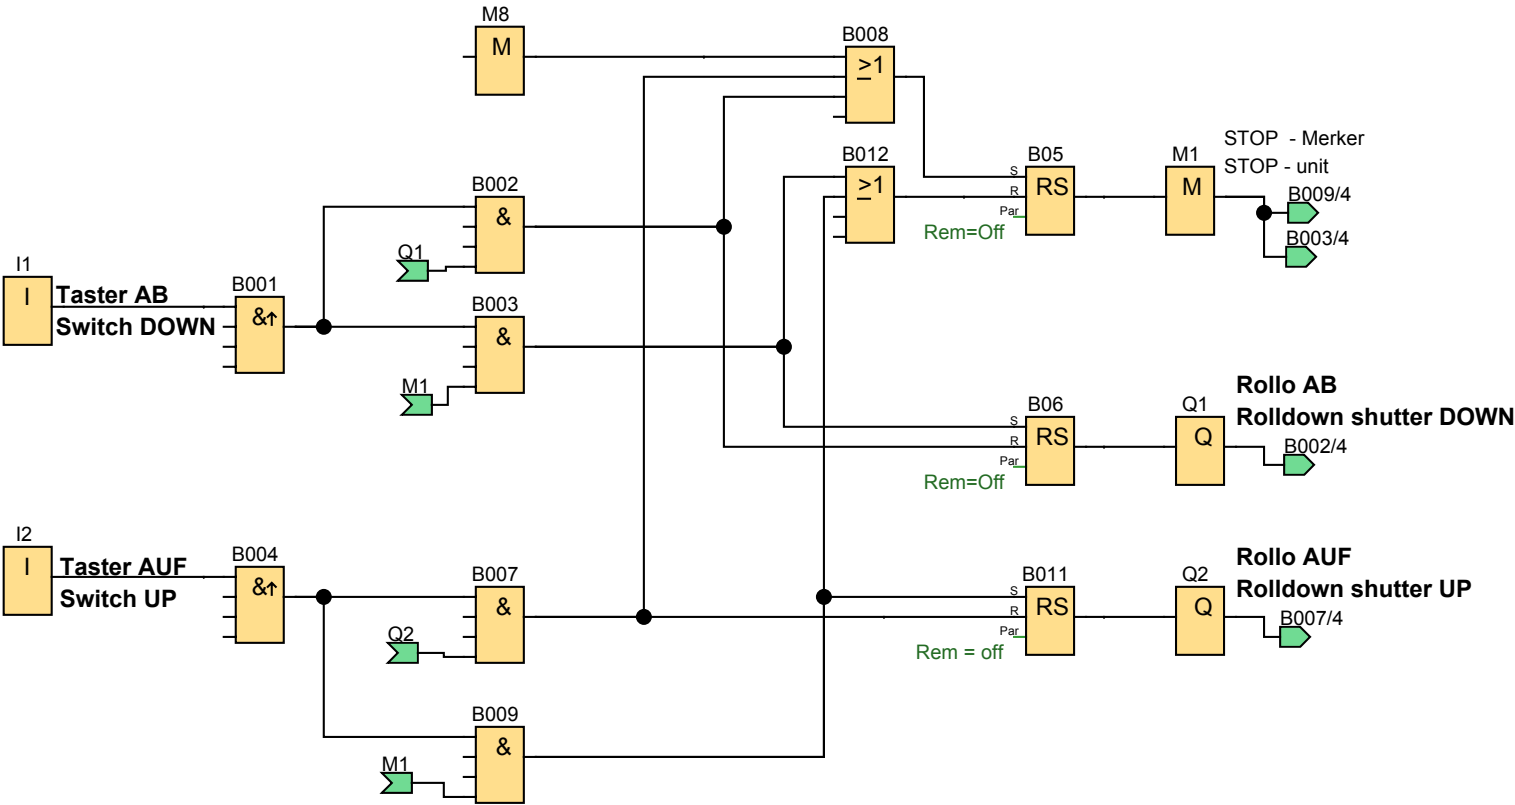 M8
M
B008
>1
STOP - Merker
STOP - unit
B012
>1
B05
S
R
RS
Par
Rem=Off
M1
M
B009/4
B003/4
B002
&
Q1
I1
I
Taster AB
Switch DOWN
B001
&↑
B003
&
M1
Rollo AB
Rolldown shutter DOWN
B06
S
R
RS
Par
Rem=Off
Q1
Q
B002/4
I2
I
Taster AUF
Switch UP
B004
&↑
B007
&
Q2
Rollo AUF
Rolldown shutter UP
B011
S
R
RS
Par
Rem = off
Q2
Q
B007/4
B009
&
M1